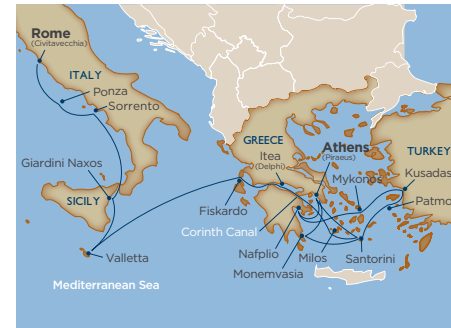 Rome
(Civitavecchia)
ITALY
Ponza
Sorrento
GREECE
Athens
(Piraeus)
TURKEY
Itea
(Delphi)
Giardini Naxos
Mykonos
Kusadas
SICILY
Patmo
Fiskardo
Corinth Canal
Valletta
Nafplio
Milos
Santorini
Monemvasia
Mediterranean Sea